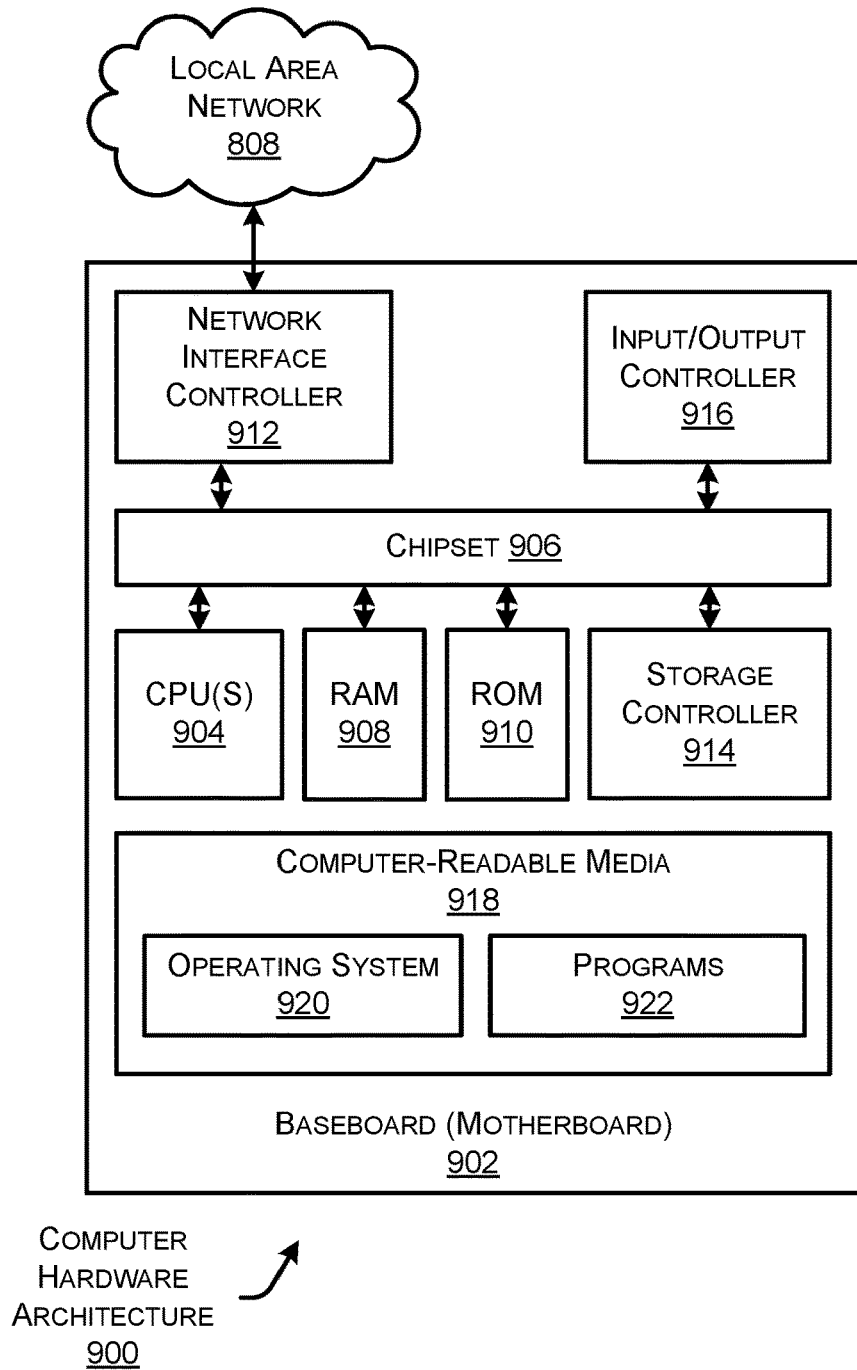 LOCAL AREA
NETWORK
808
NETWORK
INTERFACE
CONTROLLER
912
INPUT/OUTPUT
CONTROLLER
916
CHIPSET 906
CPU(S)
904
RAM
908
ROM
910
STORAGE
CONTROLLER
914
COMPUTER-READABLE MEDIA
918
OPERATING SYSTEM
920
PROGRAMS
922
BASEBOARD (MOTHERBOARD)
902
COMPUTER
HARDWARE
ARCHITECTURE
900